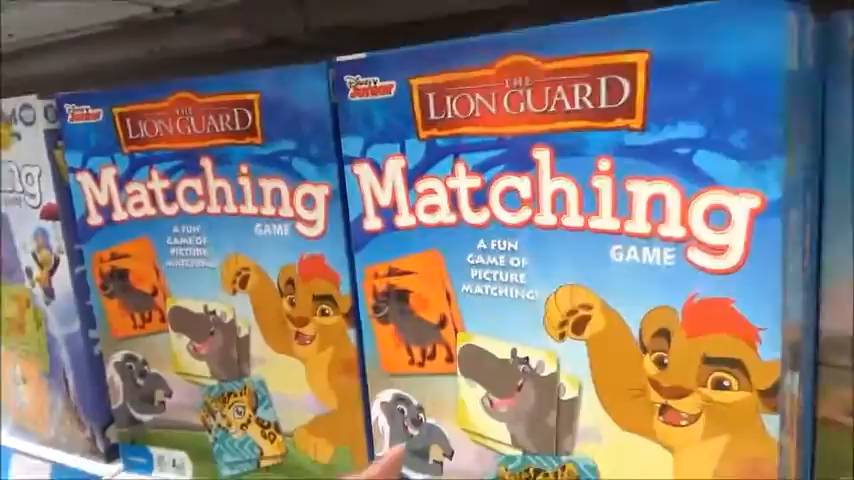 Disney Junior
THE
LION GUARD
Matching
GAME
A FUN
GAME OF
PICTURE
MATCHING!
Disney Junior
THE
LION GUARD
Matching
GAME
A FUN
GAME OF
PICTURE
MATCHING!